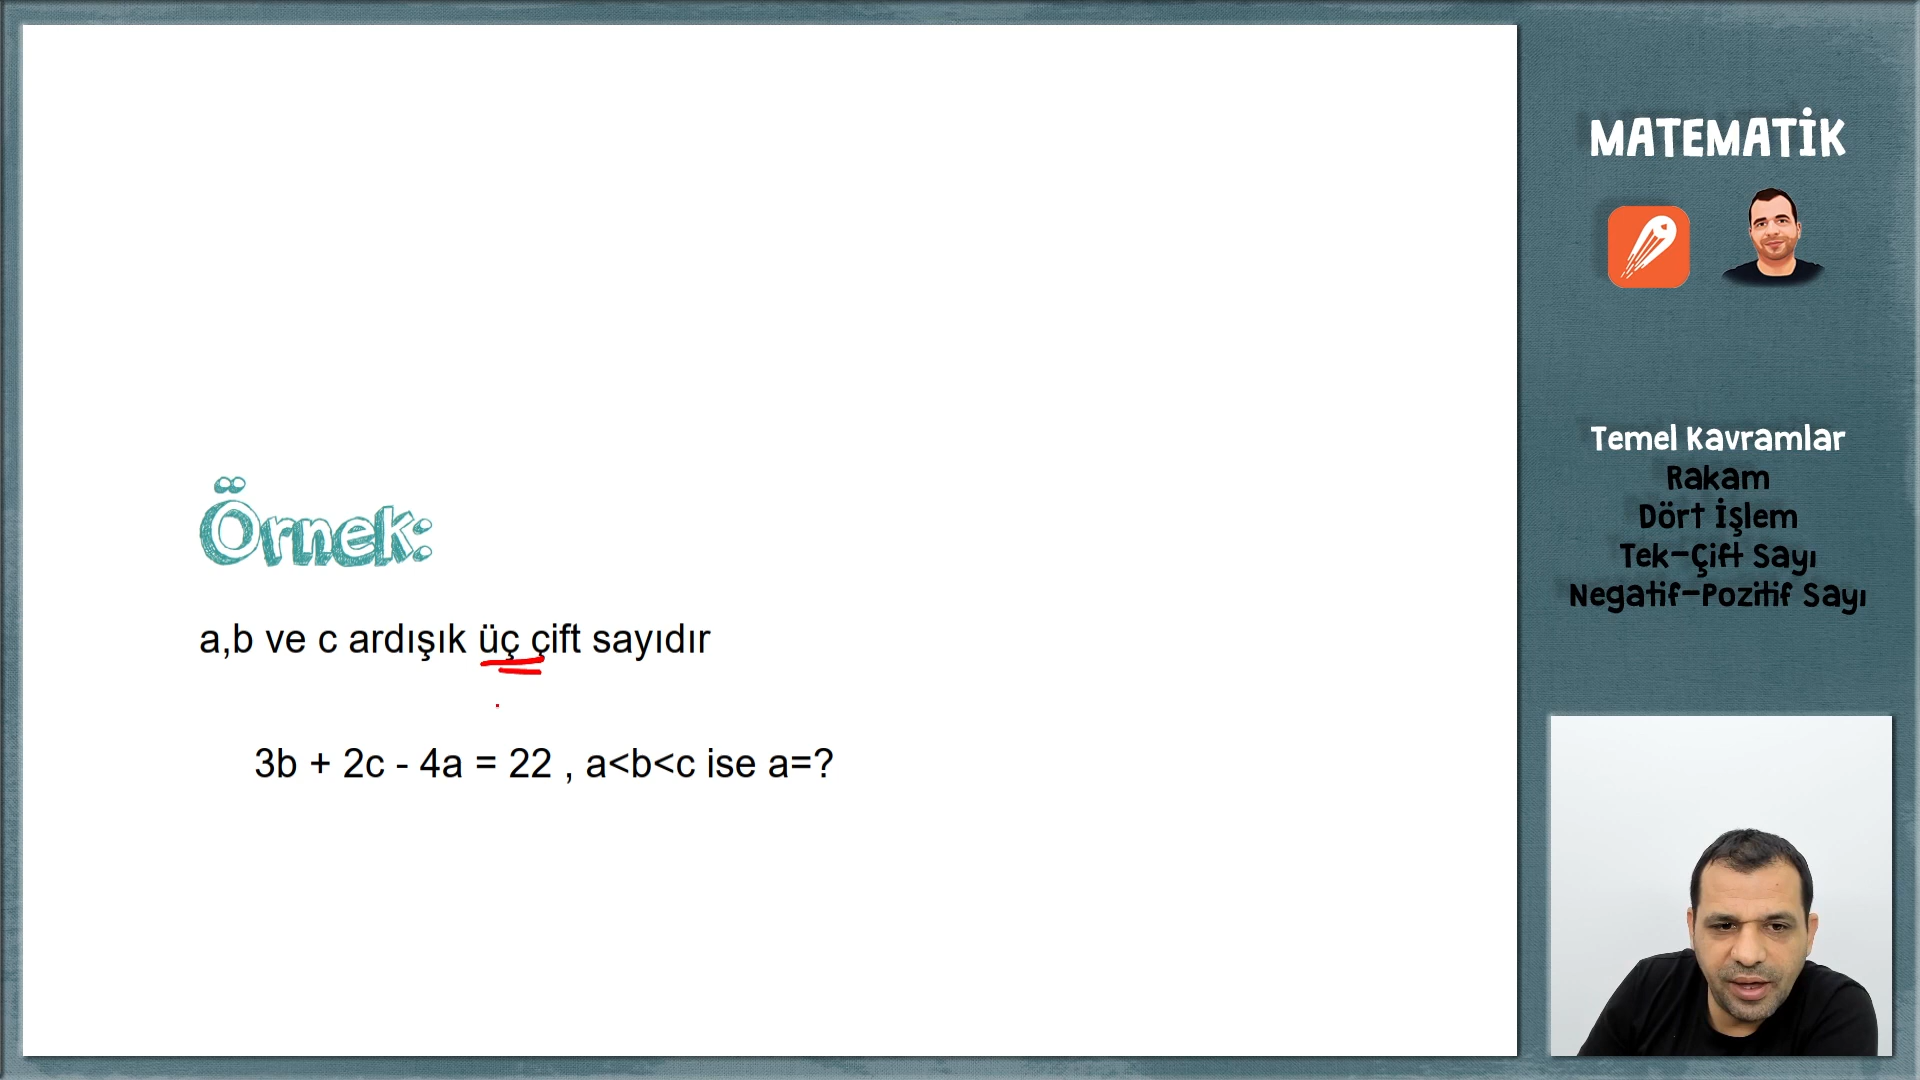 Örnek:
a,b ve c ardışık üç çift sayıdır
3b + 2c - 4a = 22 , a<b<c ise a=?
MATEMATİK
Temel Kavramlar
Rakam
Dört İşlem
Tek-Çift Sayı
Negatif-Pozitif Sayı